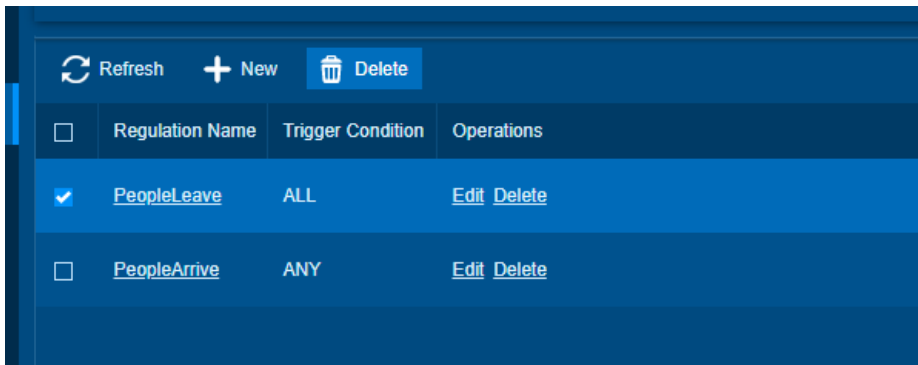 Refresh New Delete
Regulation Name Trigger Condition Operations
PeopleLeave ALL Edit Delete
PeopleArrive ANY Edit Delete